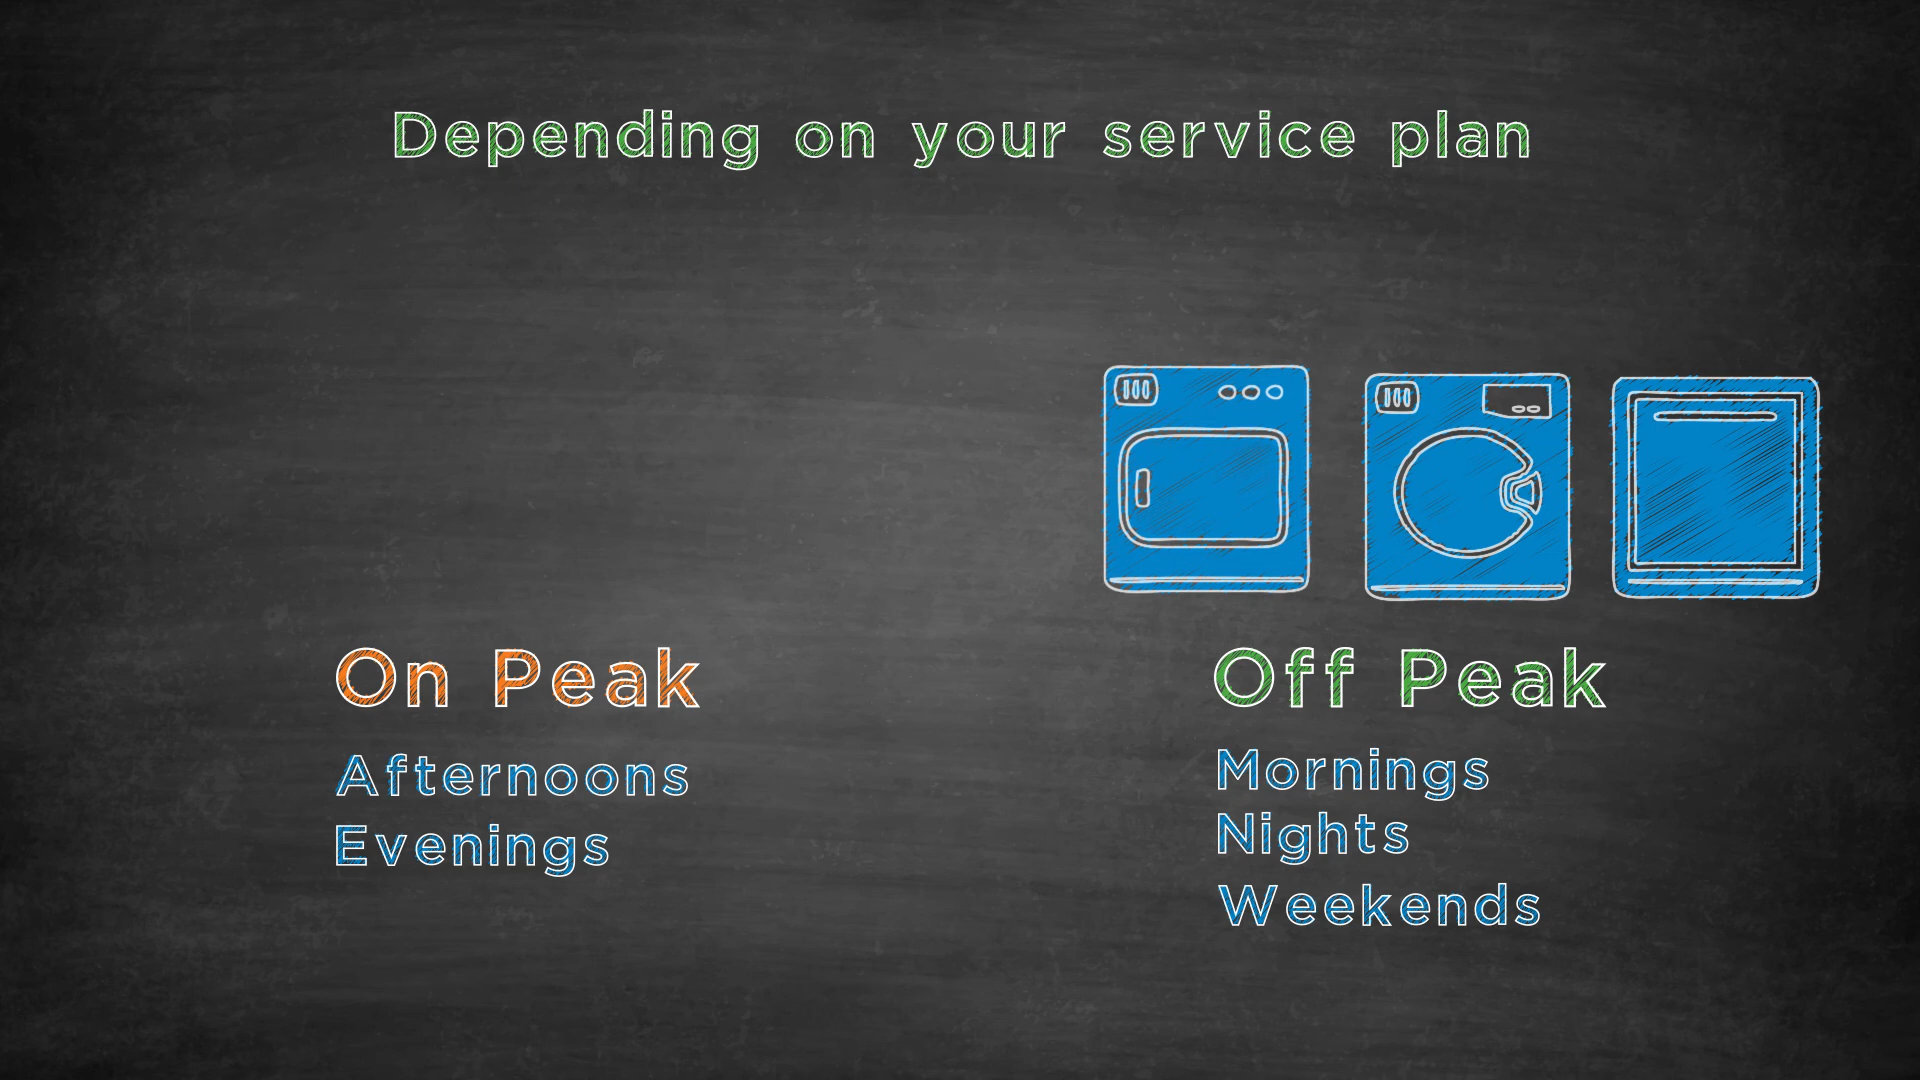 Depending on your service plan
On Peak
Afternoons
Evenings
Off Peak
Mornings
Nights
Weekends